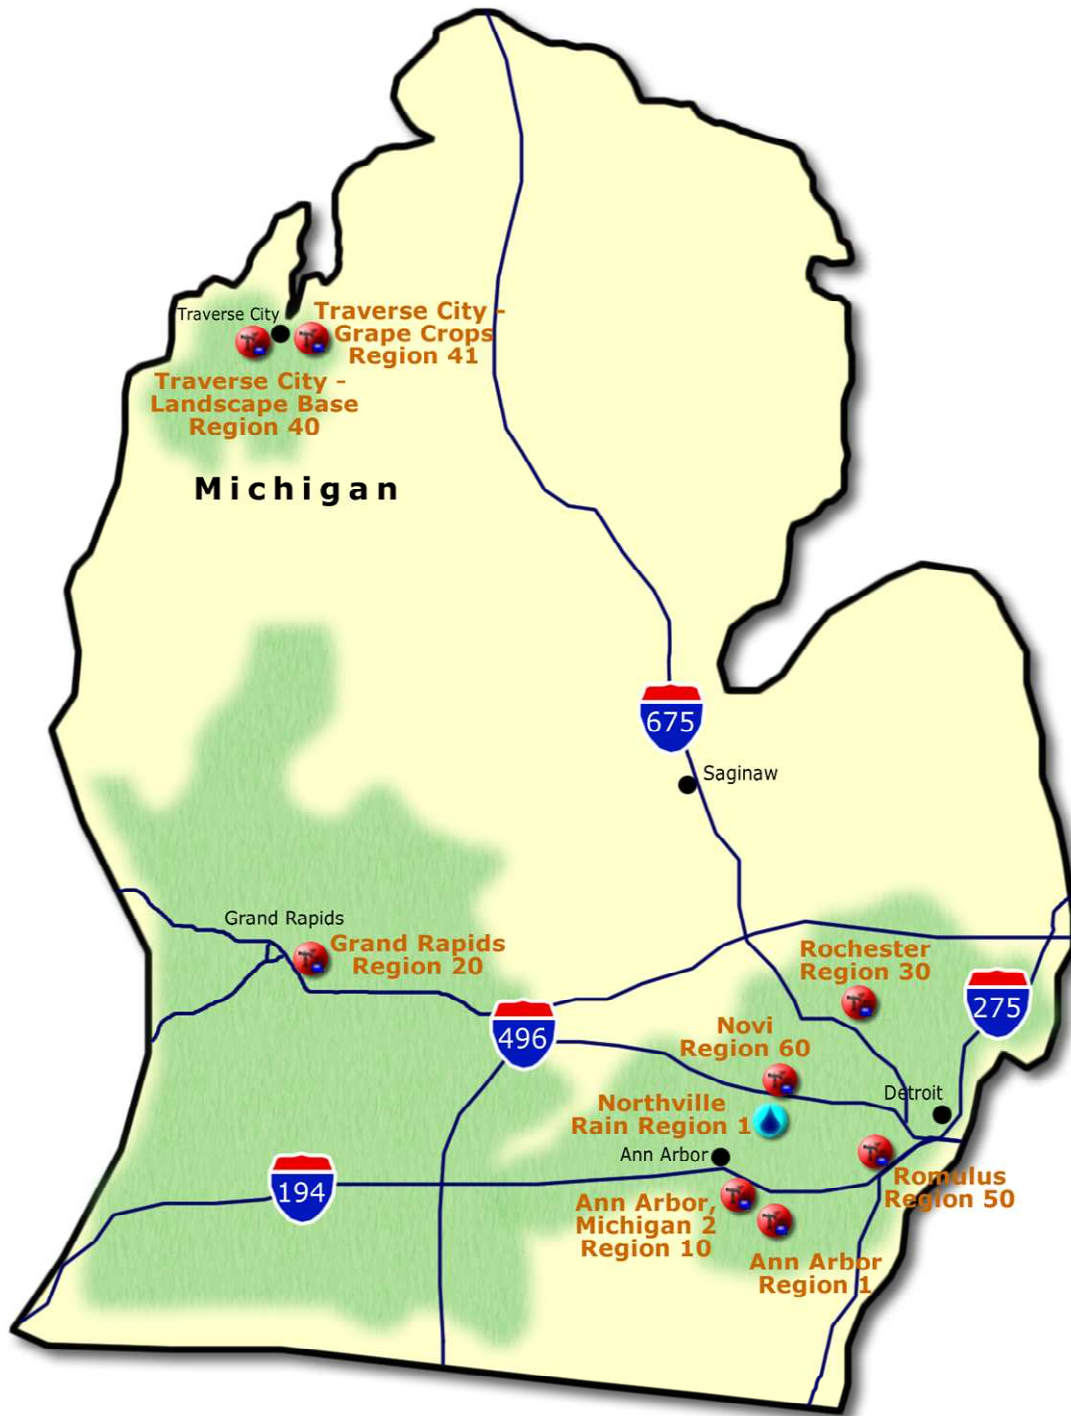 Traverse City
Traverse City -
Grape Crops
Region 41
Traverse City -
Landscape Base
Region 40
Michigan
675
Saginaw
Grand Rapids
Grand Rapids
Region 20
Rochester
Region 30
275
496
Novi
Region 60
Detroit
Northville
Rain Region 1
Ann Arbor
Romulus
Region 50
194
Ann Arbor,
Michigan 2
Region 10
Ann Arbor
Region 1